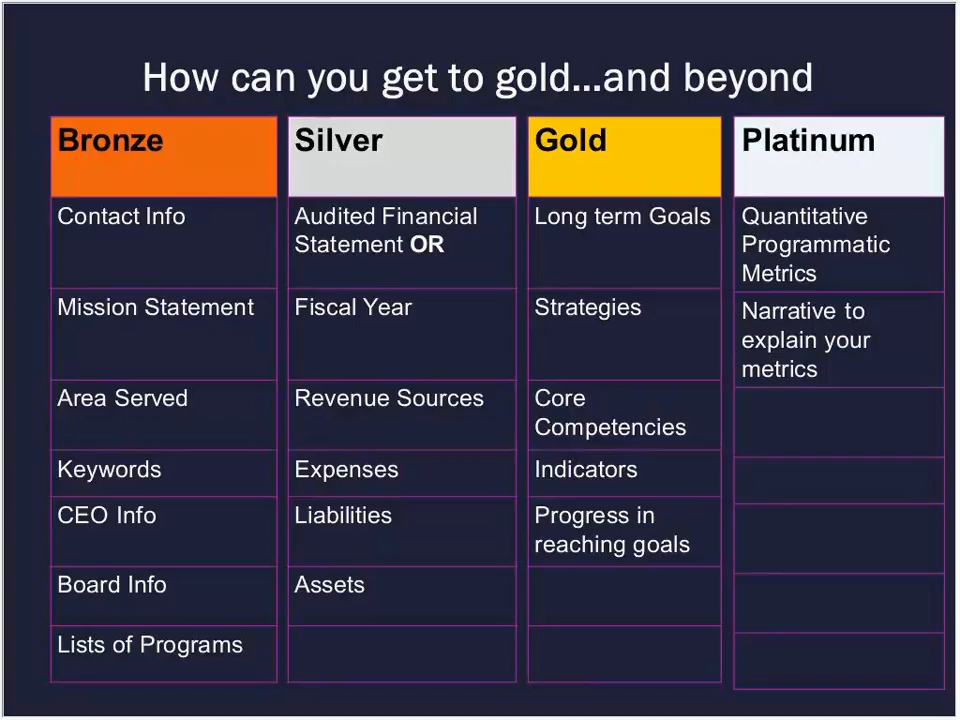 How can you get to gold...and beyond
Bronze
Contact Info
Mission Statement
Area Served
Keywords
CEO Info
Board Info
Lists of Programs
Silver
Audited Financial
Statement OR
Fiscal Year
Revenue Sources
Expenses
Liabilities
Assets
Gold
Long term Goals
Strategies
Core
Competencies
Indicators
Progress in
reaching goals
Platinum
Quantitative
Programmatic
Metrics
Narrative to
explain your
metrics